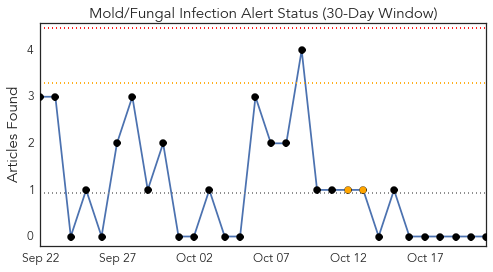 Mold/Fungal Infection Alert Status (30-Day Window)
Articles Found
4
3
2
1
0
Sep 22 Sep 27 Oct 02 Oct 07 Oct 12 Oct 17